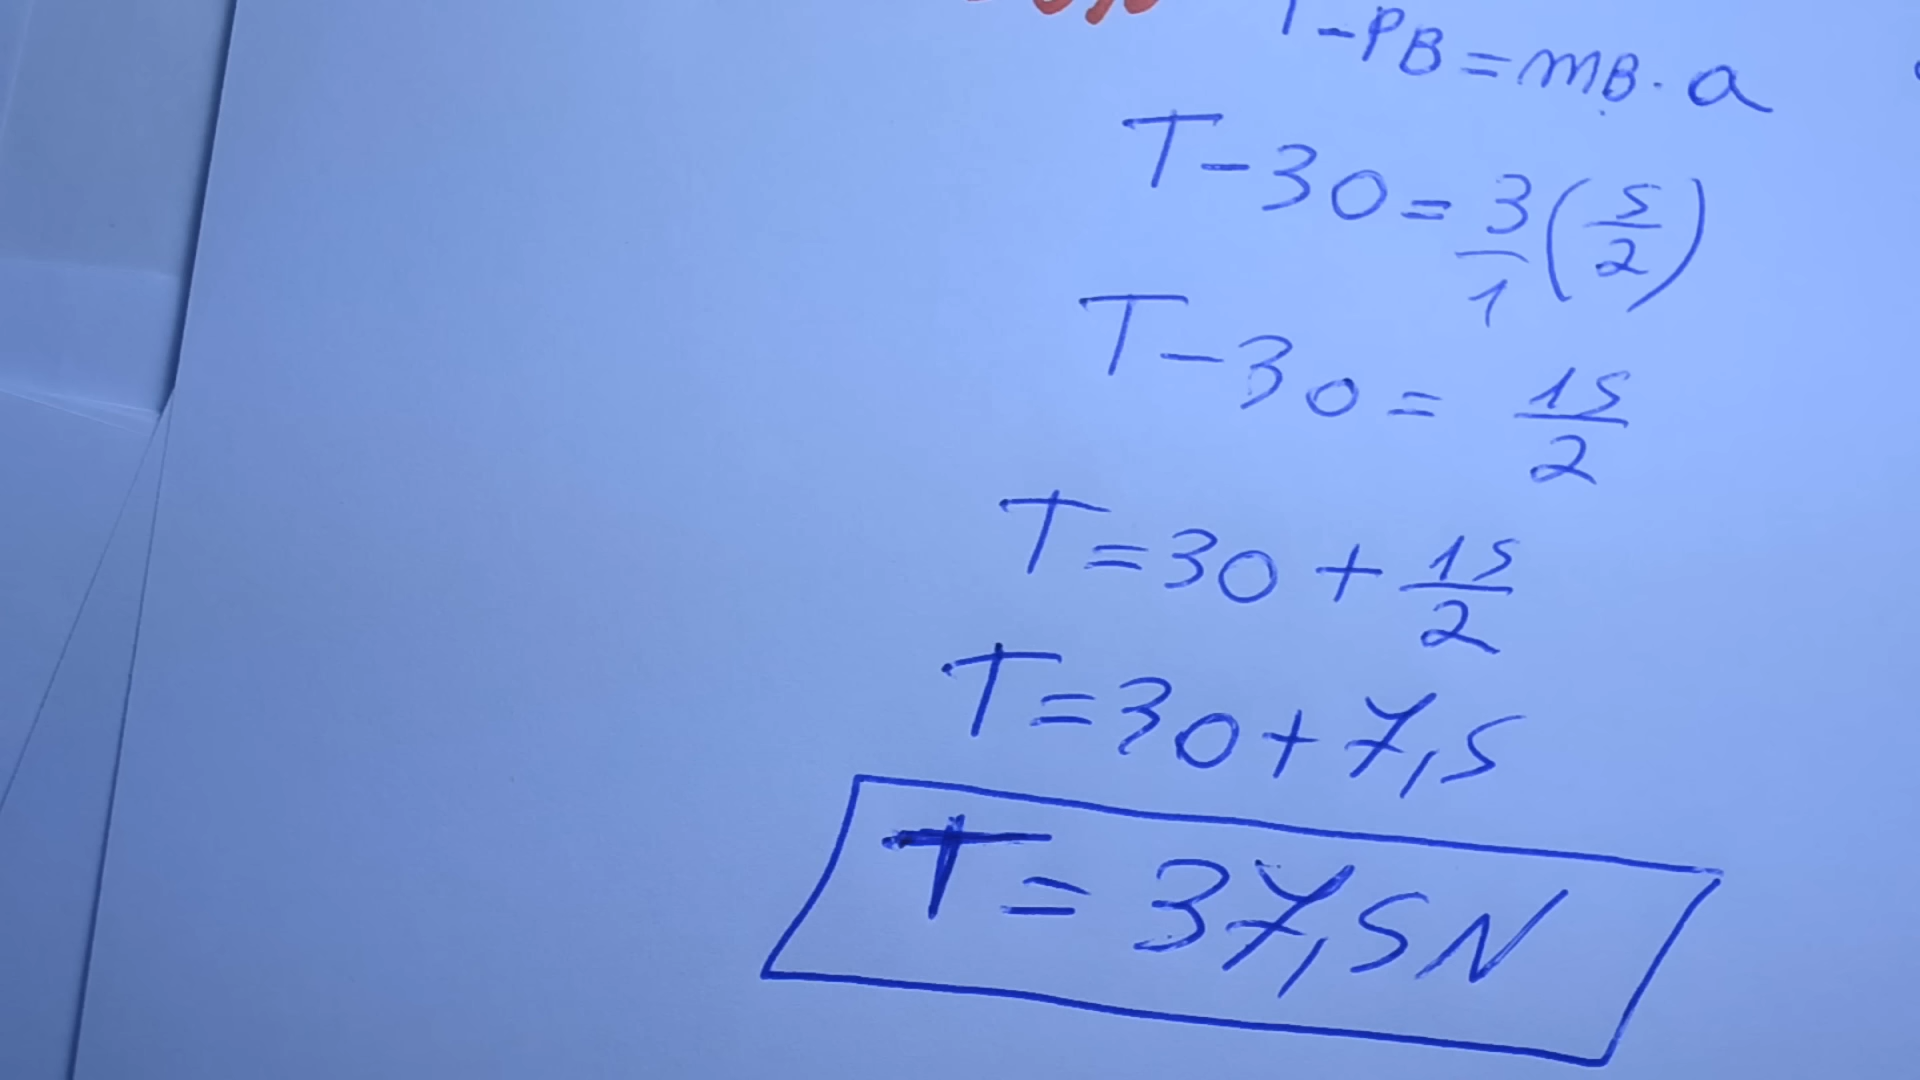 T-PB=mB.a
T-30=3/1(5/2)
T-30=15/2
T=30+15/2
T=30+7,5
T=37,5N